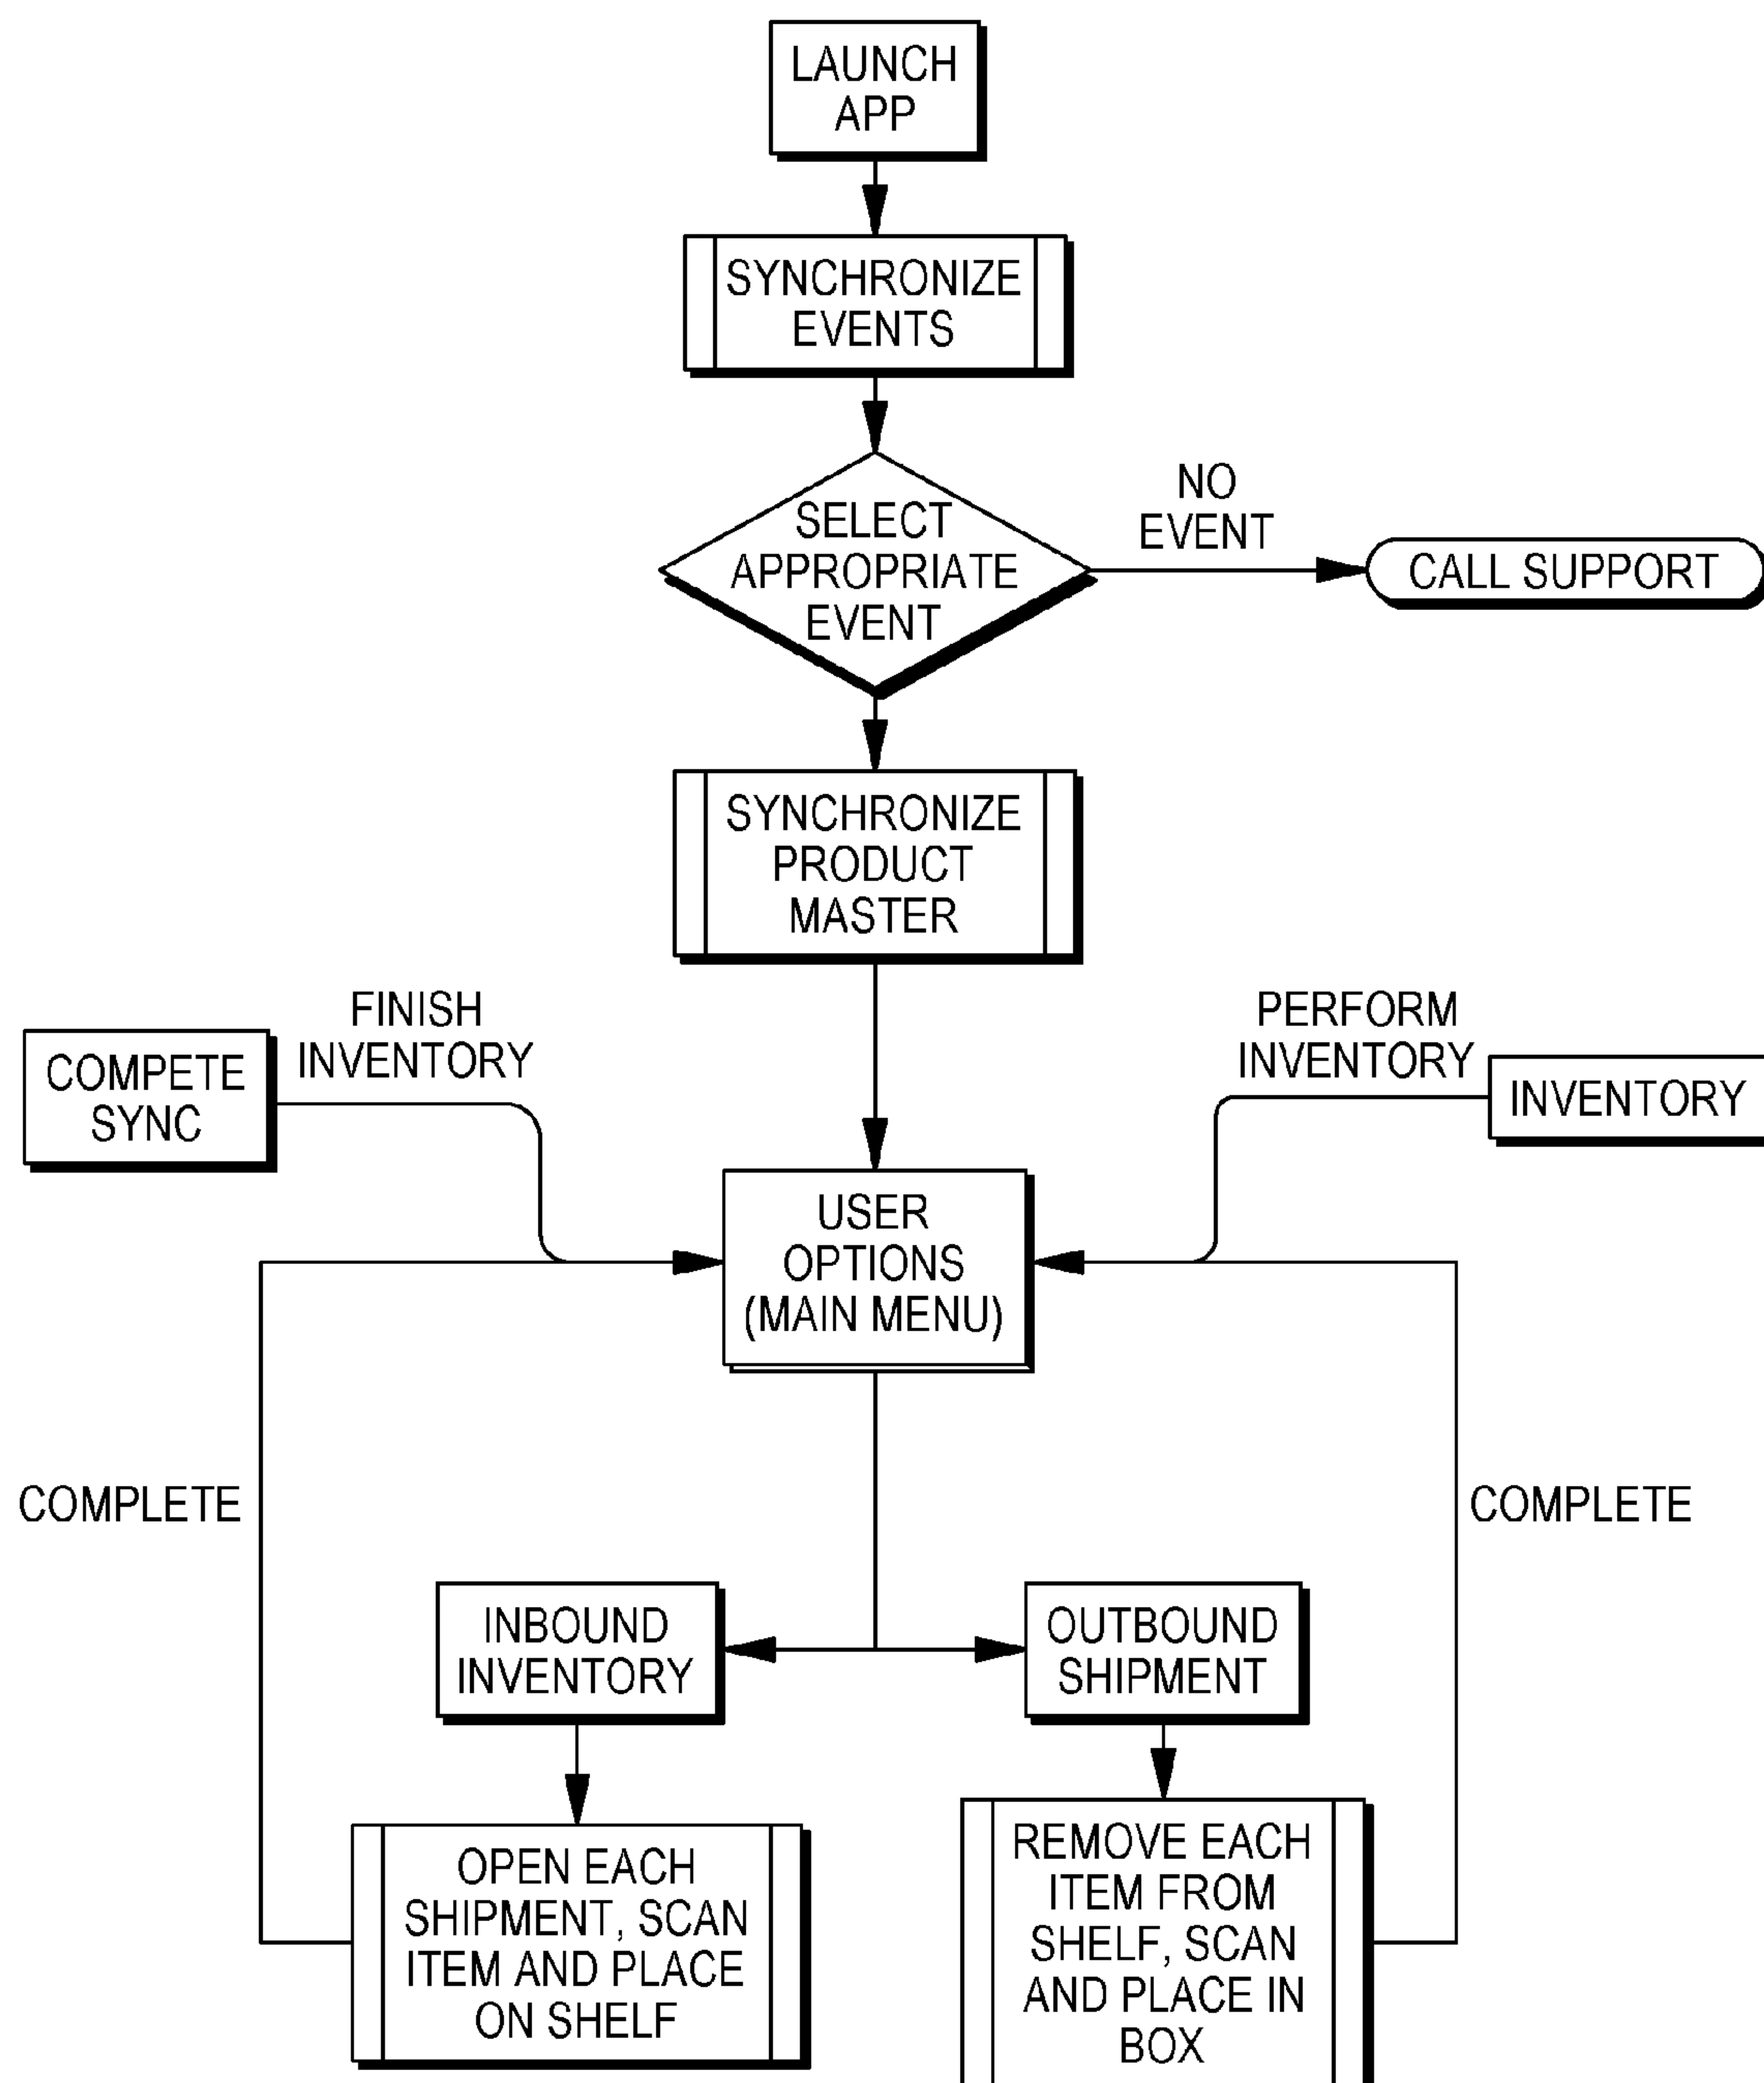 LAUNCH
APP
SYNCHRONIZE
EVENTS
SELECT
APPROPRIATE
EVENT
NO
EVENT
CALL SUPPORT
SYNCHRONIZE
PRODUCT
MASTER
FINISH
INVENTORY
PERFORM
INVENTORY
COMPETE
SYNC
INVENTORY
USER
OPTIONS
(MAIN MENU)
COMPLETE
COMPLETE
INBOUND
INVENTORY
OUTBOUND
SHIPMENT
OPEN EACH
SHIPMENT, SCAN
ITEM AND PLACE
ON SHELF
REMOVE EACH
ITEM FROM
SHELF, SCAN
AND PLACE IN
BOX